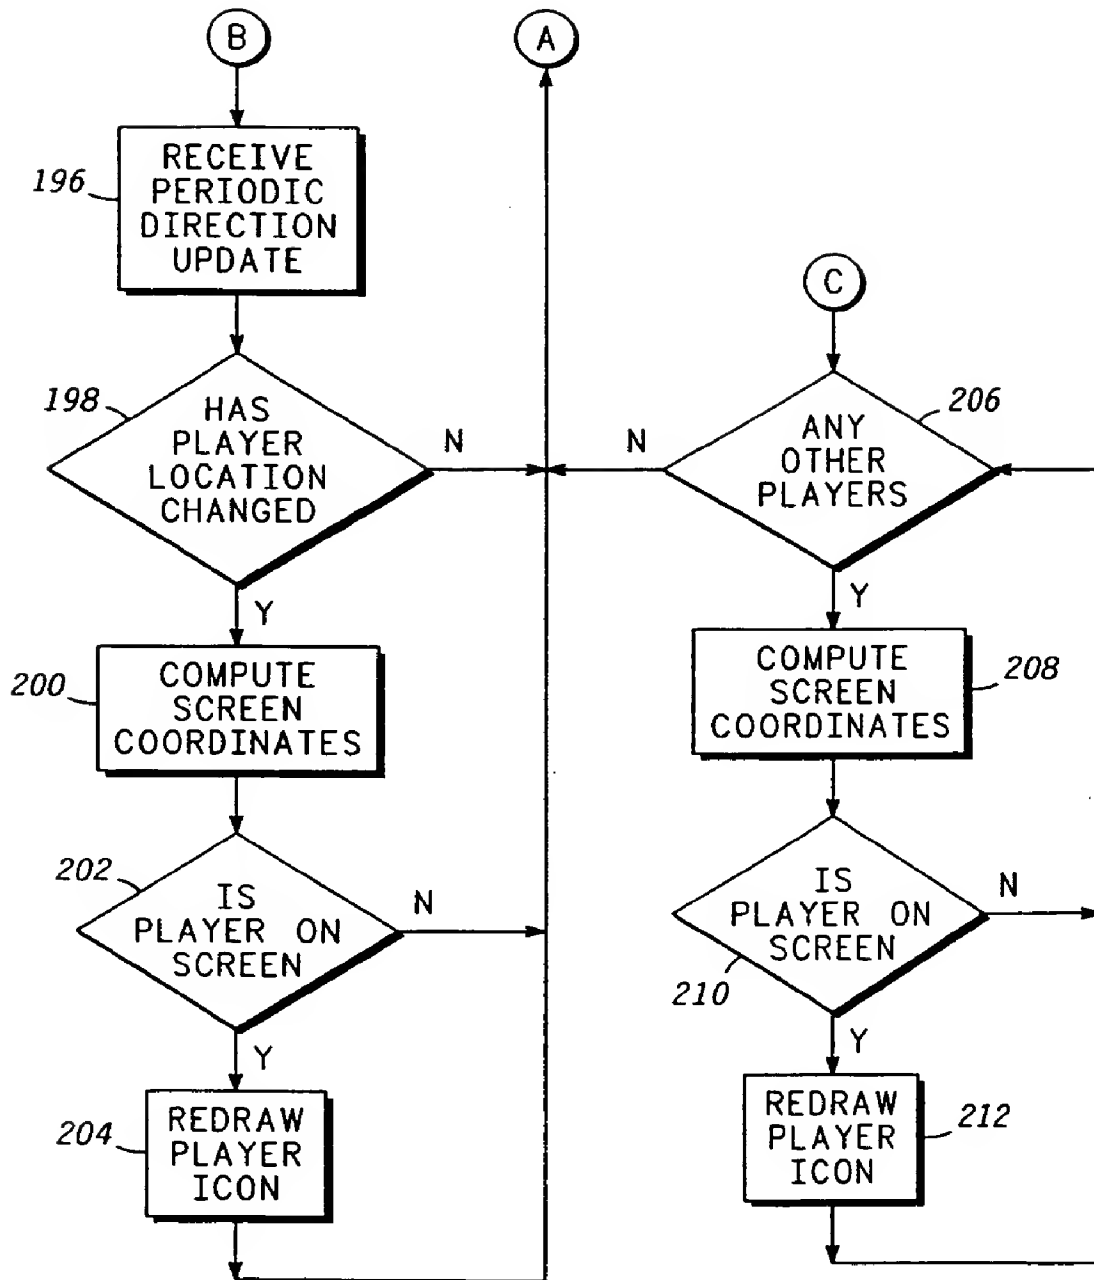 B
A
196
RECEIVE
PERIODIC
DIRECTION
UPDATE
C
198
HAS
PLAYER
LOCATION
CHANGED
N
Y
N
ANY
OTHER
PLAYERS
206
Y
200
COMPUTE
SCREEN
COORDINATES
COMPUTE
SCREEN
COORDINATES
208
202
IS
PLAYER ON
SCREEN
N
Y
IS
PLAYER ON
SCREEN
N
210
Y
204
REDRAW
PLAYER
ICON
REDRAW
PLAYER
ICON
212